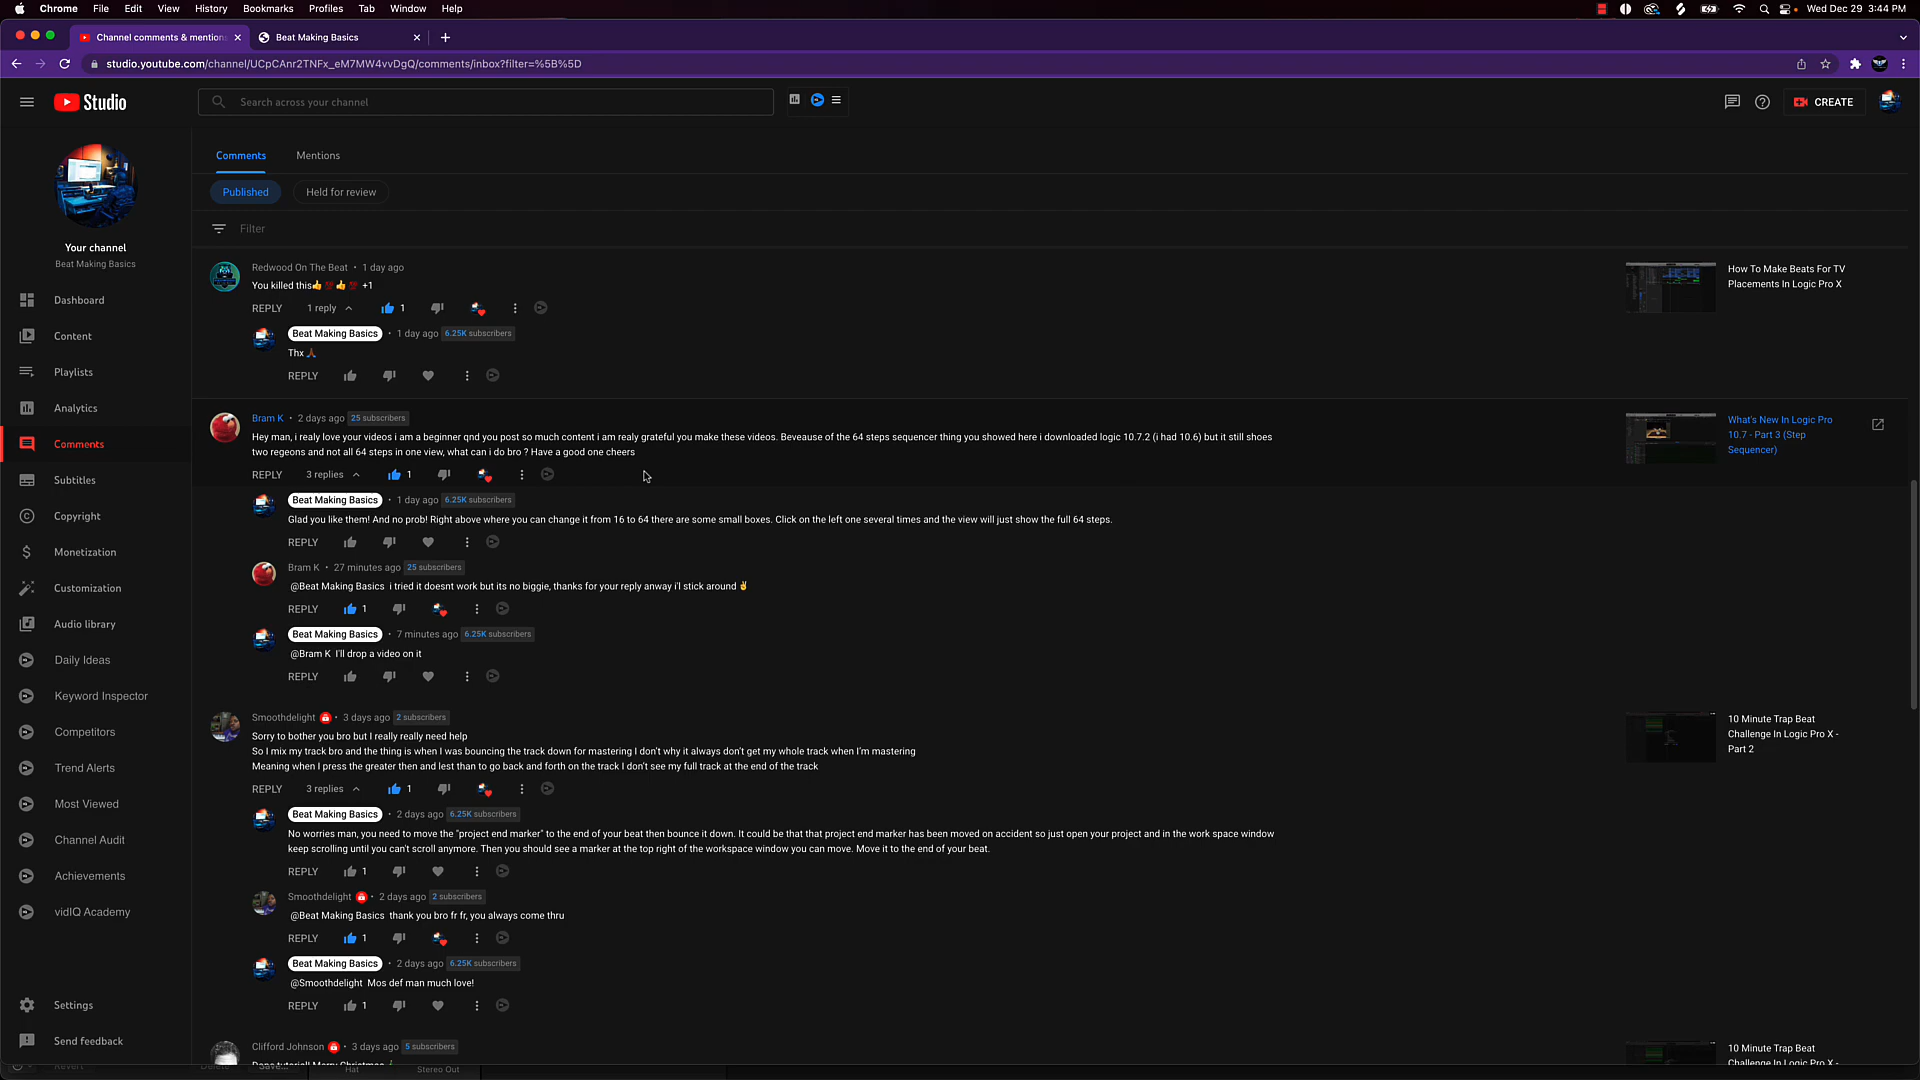 Chrome File Edit View History Bookmarks Profiles Tab Window Help Wed Dec 29 3:44 PM
Channel comments & mention Beat Making Basics
studio.youtube.com/channel/UCpCAnr2TNFx_eM7MW4vvDgQ/comments/inbox?filter=%5B%5D
Studio
Search across your channel
CREATE
Your channel
Beat Making Basics
Dashboard
Content
Playlists
Analytics
Comments
Subtitles
Copyright
Monetization
Customization
Audio library
Daily Ideas
Keyword Inspector
Competitors
Trend Alerts
Most Viewed
Channel Audit
Achievements
vidIQ Academy
Settings
Send feedback
Comments Mentions
Published Held for review
Filter
Redwood On The Beat • 1 day ago
You killed this👍💯👍💯 +1
REPLY 1 reply 1
Beat Making Basics • 1 day ago 6.25K subscribers
Thx 🙏🏾
REPLY
How To Make Beats For TV
Placements In Logic Pro X
Bram K • 2 days ago 25 subscribers
Hey man, i realy love your videos i am a beginner qnd you post so much content i am realy grateful you make these videos. Beveause of the 64 steps sequencer thing you showed here i downloaded logic 10.7.2 (i had 10.6) but it still shoes
two regeons and not all 64 steps in one view, what can i do bro ? Have a good one cheers
REPLY 3 replies 1
What's New In Logic Pro
10.7 - Part 3 (Step
Sequencer)
Beat Making Basics • 1 day ago 6.25K subscribers
Glad you like them! And no prob! Right above where you can change it from 16 to 64 there are some small boxes. Click on the left one several times and the view will just show the full 64 steps.
REPLY
Bram K • 27 minutes ago 25 subscribers
@Beat Making Basics i tried it doesnt work but its no biggie, thanks for your reply anway i'l stick around ✌
REPLY 1
Beat Making Basics • 7 minutes ago 6.25K subscribers
@Bram K I'll drop a video on it
REPLY
Smoothdelight • 3 days ago 2 subscribers
Sorry to bother you bro but I really really need help
So I mix my track bro and the thing is when I was bouncing the track down for mastering I don't why it always don't get my whole track when I'm mastering
Meaning when I press the greater then and lest than to go back and forth on the track I don't see my full track at the end of the track
REPLY 3 replies 1
10 Minute Trap Beat
Challenge In Logic Pro X -
Part 2
Beat Making Basics • 2 days ago 6.25K subscribers
No worries man, you need to move the "project end marker" to the end of your beat then bounce it down. It could be that that project end marker has been moved on accident so just open your project and in the work space window
keep scrolling until you can't scroll anymore. Then you should see a marker at the top right of the workspace window you can move. Move it to the end of your beat.
REPLY 1
Smoothdelight • 2 days ago 2 subscribers
@Beat Making Basics thank you bro fr fr, you always come thru
REPLY 1
Beat Making Basics • 2 days ago 6.25K subscribers
@Smoothdelight Mos def man much love!
REPLY 1
Clifford Johnson • 3 days ago 5 subscribers
Dope tutorial! Merry Christmas
10 Minute Trap Beat
Challenge In Logic Pro X -
Revert Delete Save... Hat Stereo Out